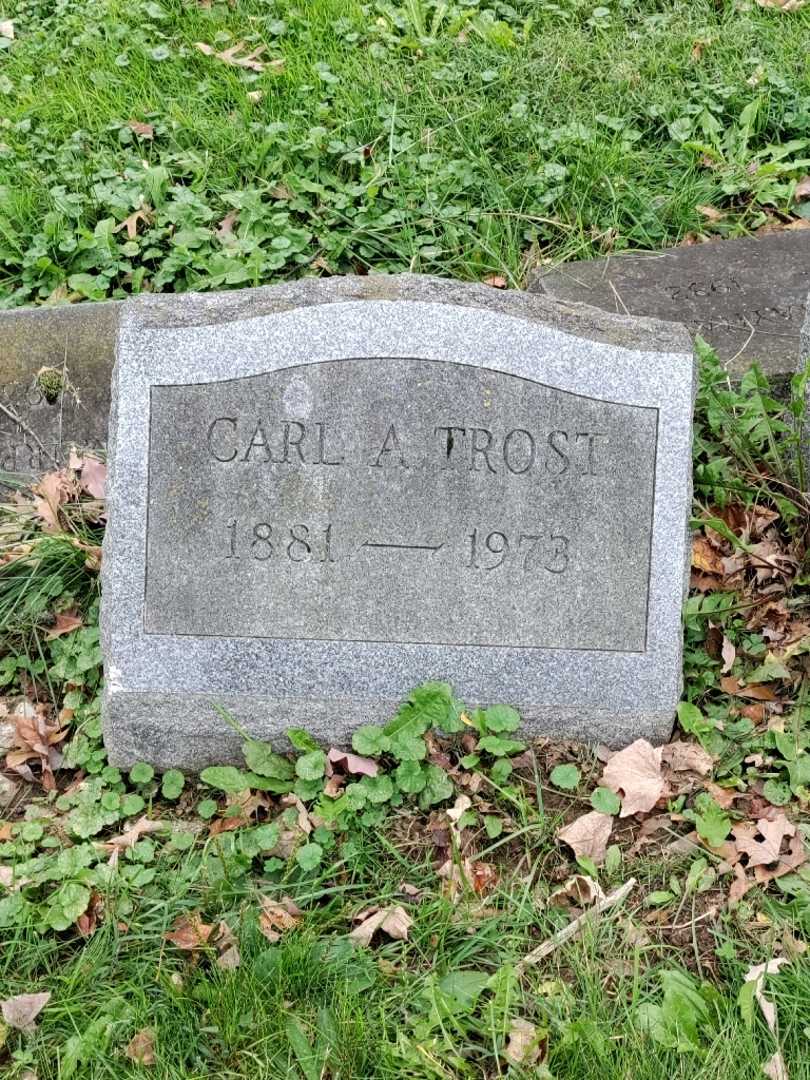 CARL A. TROST
1881 — 1973